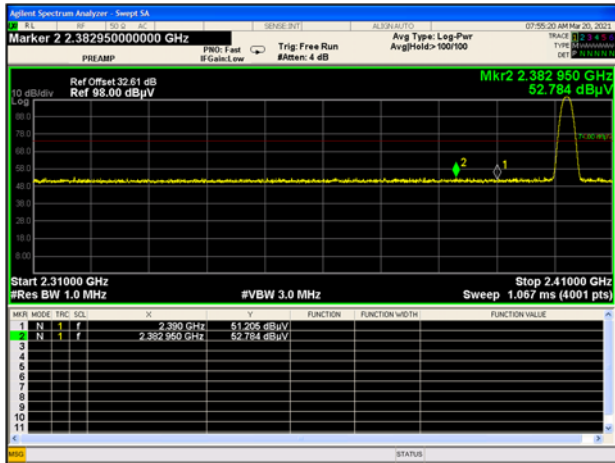 Agilent Spectrum Analyzer - Swept SA
RL RF 50 Ω AC SENSE:INT ALIGN AUTO 07:55:20 AM Mar 20, 2021
Marker 2 2.382950000000 GHz
Avg Type: Log-Pwr
TRACE 1 2 3 4 5 6
PNO: Fast
Trig: Free Run
Avg|Hold:>100/100
TYPE M
PREAMP
IFGain:Low
#Atten: 4 dB
DET P N N N N N
Mkr2 2.382 950 GHz
52.784 dBµV
Ref Offset 32.61 dB
10 dB/div Ref 98.00 dBµV
Log
88.0
78.0
68.0
58.0
48.0
38.0
28.0
18.0
8.00
2
1
Start 2.31000 GHz
Stop 2.41000 GHz
#Res BW 1.0 MHz
#VBW 3.0 MHz
Sweep 1.067 ms (4001 pts)
MKR MODE TRC SCL X Y FUNCTION FUNCTION WIDTH FUNCTION VALUE
1 N 1 f 2.390 GHz 51.205 dBµV
2 N 1 f 2.382 950 GHz 52.784 dBµV
3
4
5
6
7
8
9
10
11
MSG STATUS